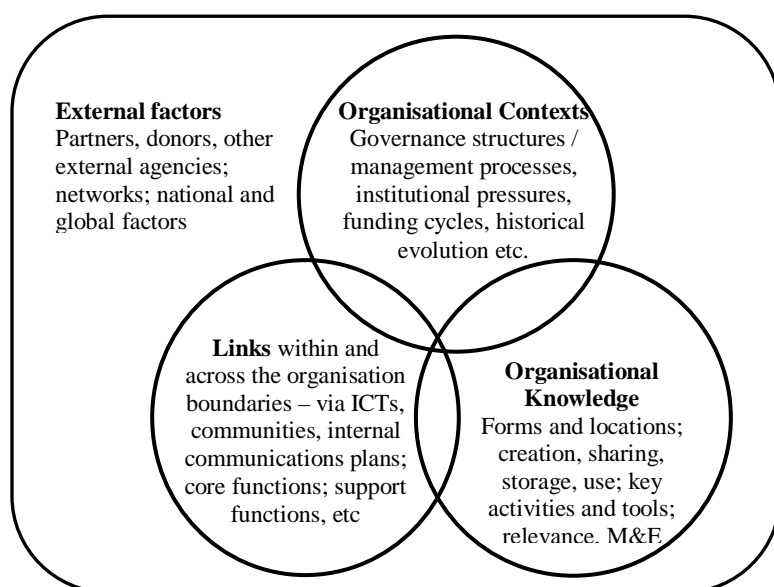 External factors
Partners, donors, other
external agencies;
networks; national and
global factors
Organisational Contexts
Governance structures /
management processes,
institutional pressures,
funding cycles, historical
evolution etc.
Links within and
across the organisation
boundaries – via ICTs,
communities, internal
communications plans;
core functions; support
functions, etc
Organisational
Knowledge
Forms and locations;
creation, sharing,
storage, use; key
activities and tools;
relevance, M&E